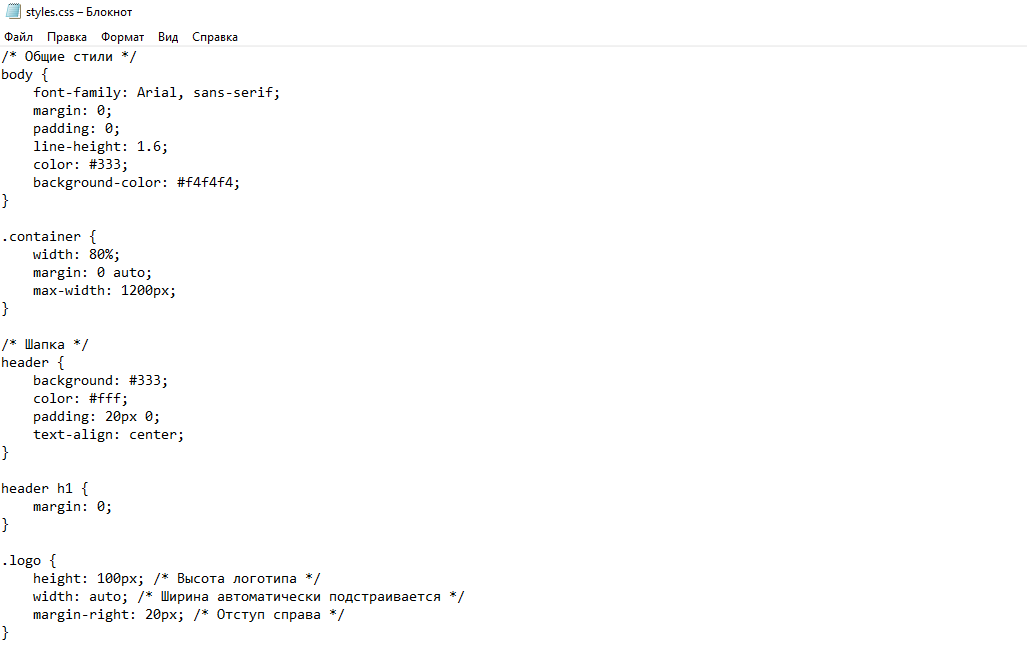 styles.css – Блокнот
Файл Правка Формат Вид Справка
/* Общие стили */
body {
    font-family: Arial, sans-serif;
    margin: 0;
    padding: 0;
    line-height: 1.6;
    color: #333;
    background-color: #f4f4f4;
}

.container {
    width: 80%;
    margin: 0 auto;
    max-width: 1200px;
}

/* Шапка */
header {
    background: #333;
    color: #fff;
    padding: 20px 0;
    text-align: center;
}

header h1 {
    margin: 0;
}

.logo {
    height: 100px; /* Высота логотипа */
    width: auto; /* Ширина автоматически подстраивается */
    margin-right: 20px; /* Отступ справа */
}